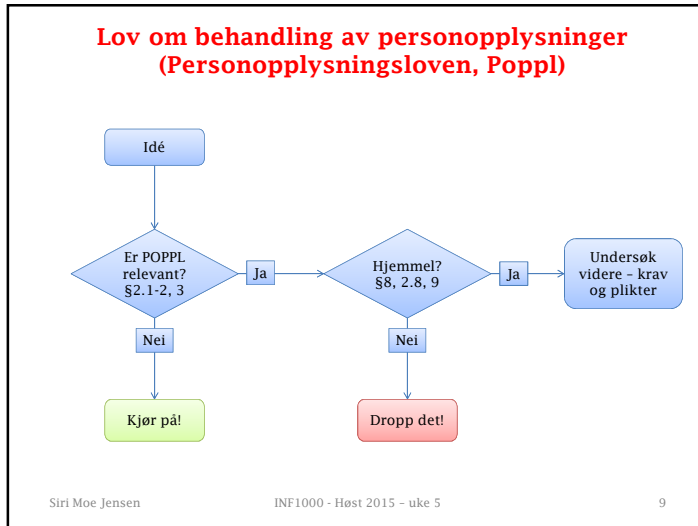 Lov om behandling av personopplysninger
(Personopplysningsloven, Poppl)
Idé
Er POPPL
relevant?
§2.1-2, 3
Ja
Hjemmel?
§8, 2.8, 9
Ja
Undersøk
videre – krav
og plikter
Nei
Nei
Kjør på!
Dropp det!
Siri Moe Jensen
INF1000 - Høst 2015 – uke 5
9